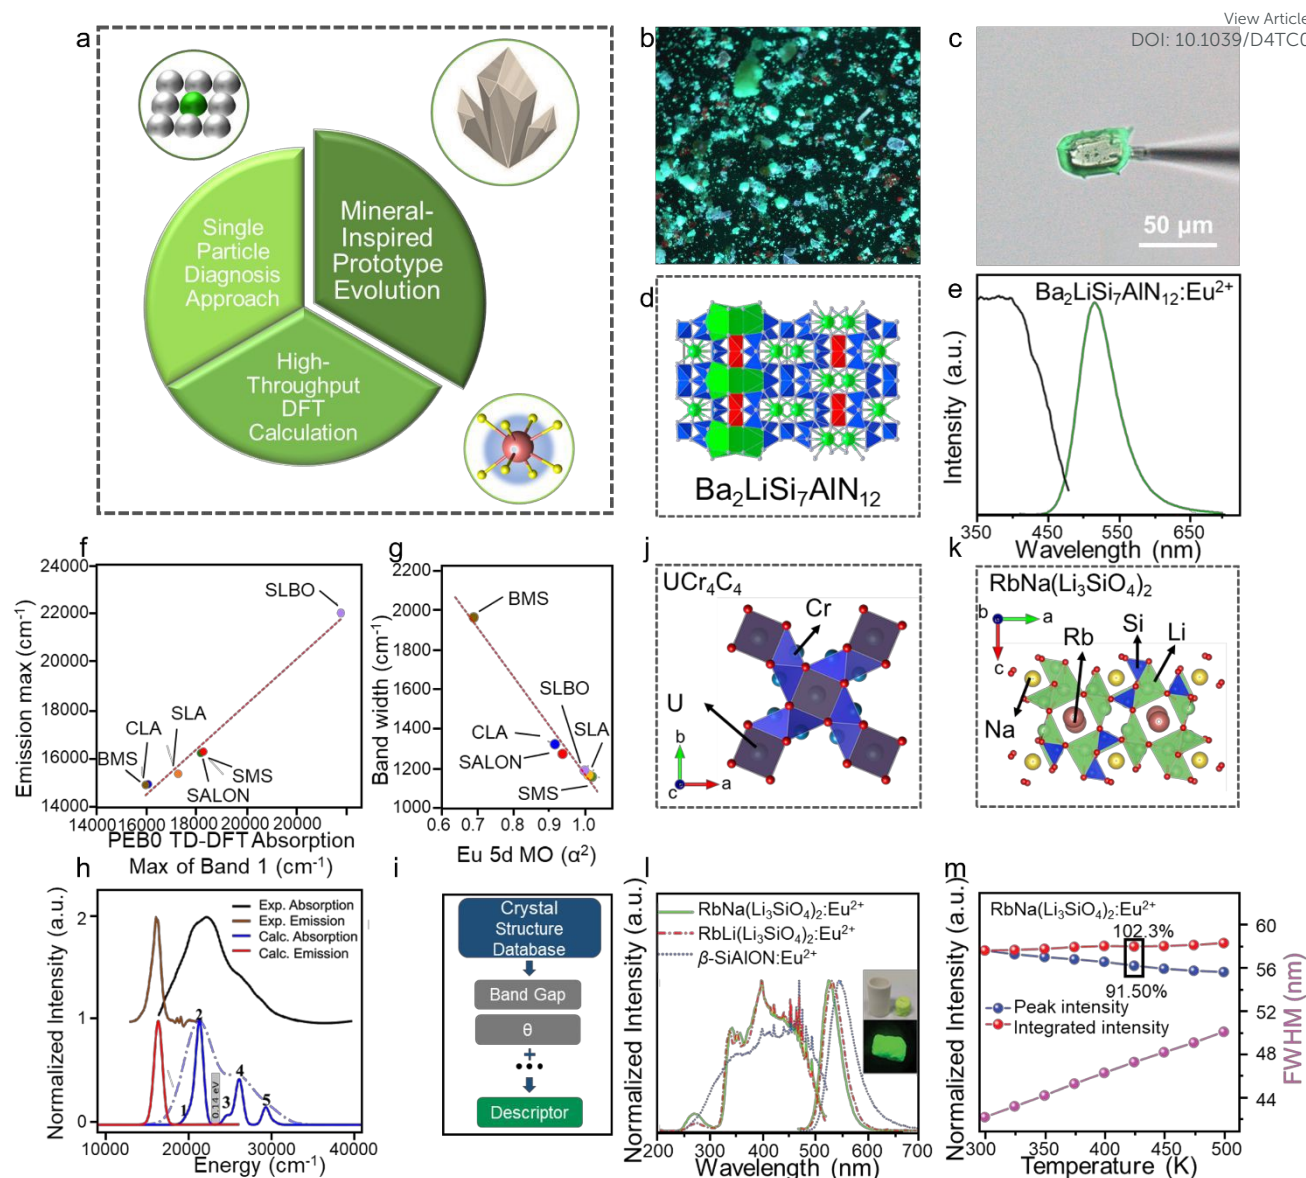 View Article
DOI: 10.1039/D4TC0
a
Single
Particle
Diagnosis
Approach
Mineral-
Inspired
Prototype
Evolution
High-
Throughput
DFT
Calculation
b
c
50 µm
d
Ba₂LiSi₇AlN₁₂
e
Ba₂LiSi₇AlN₁₂:Eu²⁺
Intensity (a.u.)
350 450 550 650
Wavelength (nm)
f
Emission max (cm⁻¹)
24000
22000
20000
18000
16000
14000
SLBO
CLA
SLA
BMS
SMS
SALON
14000 16000 18000 20000
PEB0 TD-DFT Absorption
Max of Band 1 (cm⁻¹)
g
Band width (cm⁻¹)
2200
2000
1800
1600
1400
1200
1000
BMS
SLBO
CLA
SLA
SALON
SMS
0.6 0.7 0.8 0.9 1.0
Eu 5d MO (α²)
j
UCr₄C₄
Cr
U
b
a
c
k
RbNa(Li₃SiO₄)₂
b
a
c
Si
Rb
Li
Na
h
Normalized Intensity (a.u.)
2
1
0
Exp. Absorption
Exp. Emission
Calc. Absorption
Calc. Emission
1
2
0.14 eV
3
4
5
10000 20000 30000 40000
Energy (cm⁻¹)
i
Crystal
Structure
Database
Band Gap
θ
+
•••
Descriptor
l
Normalized Intensity (a.u.)
RbNa(Li₃SiO₄)₂:Eu²⁺
RbLi(Li₃SiO₄)₂:Eu²⁺
β-SiAlON:Eu²⁺
200 300 400 500 600 700
Wavelength (nm)
m
Normalized Intensity (a.u.)
RbNa(Li₃SiO₄)₂:Eu²⁺
102.3%
91.50%
Peak intensity
Integrated intensity
60
56
52
48
44
FWHM (nm)
300 350 400 450 500
Temperature (K)